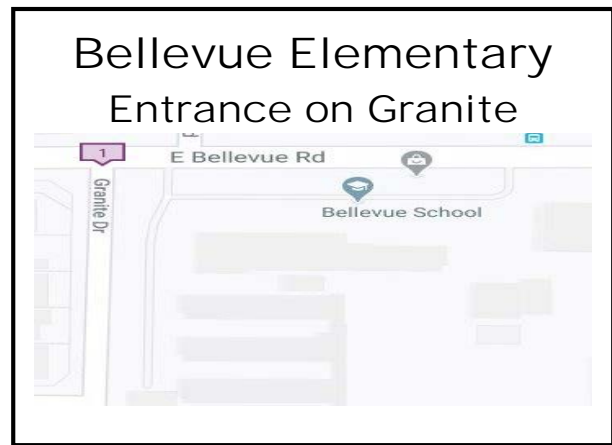 Bellevue Elementary
Entrance on Granite
1
E Bellevue Rd
Granite Dr
Bellevue School